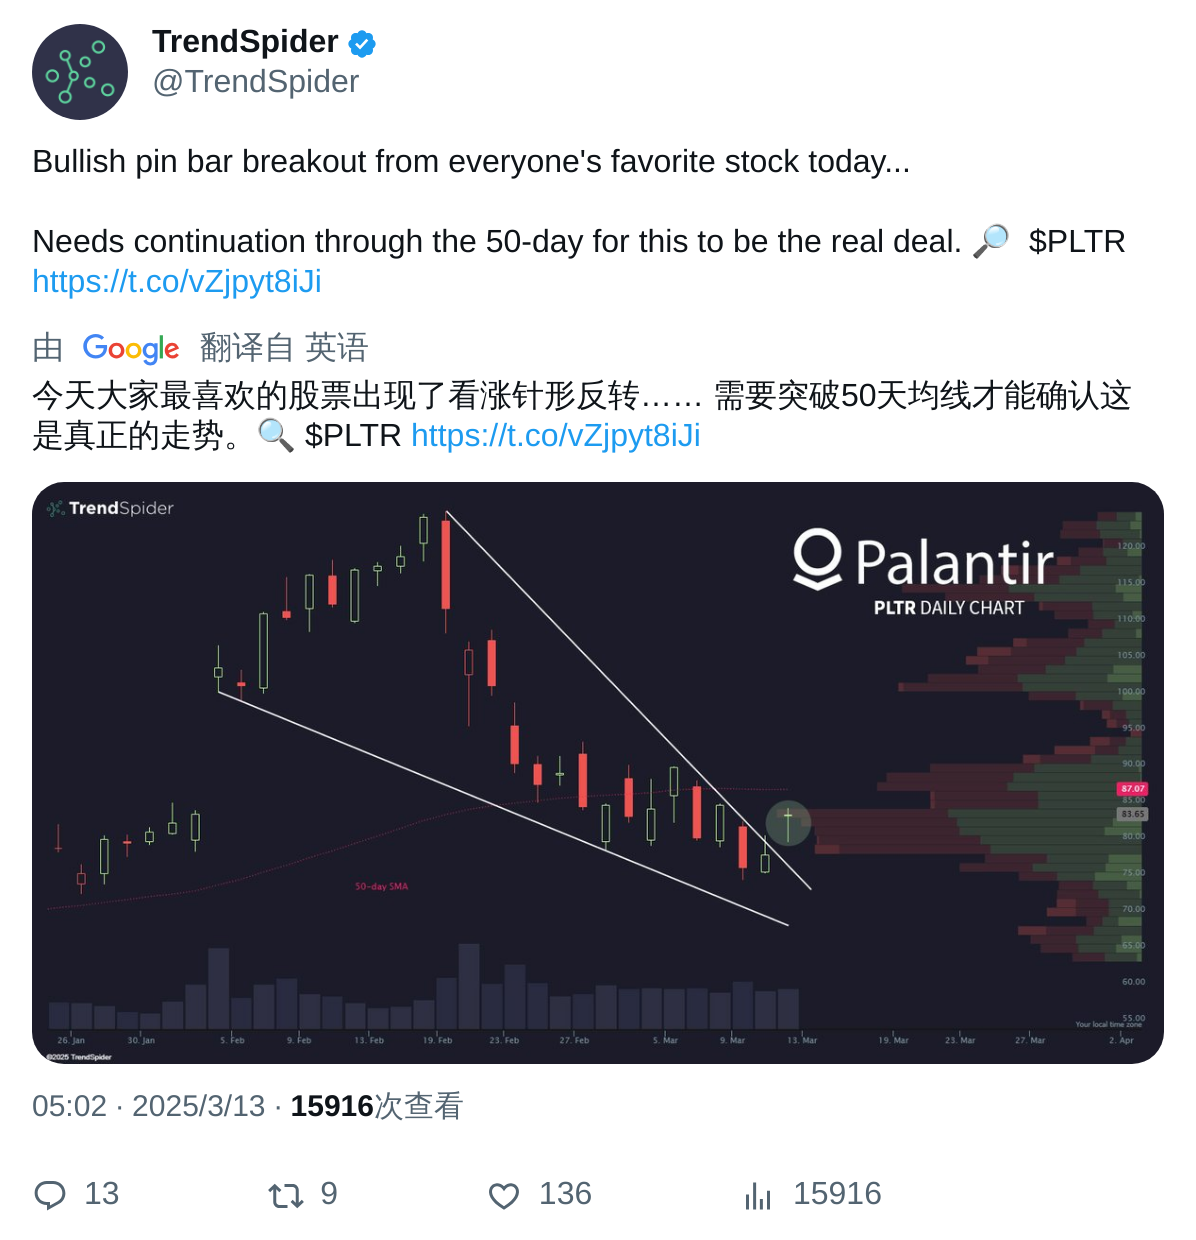 TrendSpider
@TrendSpider
Bullish pin bar breakout from everyone's favorite stock today...
Needs continuation through the 50-day for this to be the real deal. 🔎 $PLTR
https://t.co/vZjpyt8iJi
由 Google 翻译自 英语
今天大家最喜欢的股票出现了看涨针形反转…… 需要突破50天均线才能确认这
是真正的走势。🔍 $PLTR https://t.co/vZjpyt8iJi
TrendSpider
Palantir
PLTR DAILY CHART
120.00
115.00
110.00
105.00
100.00
95.00
90.00
87.07
85.00
83.65
80.00
75.00
70.00
65.00
60.00
55.00
50-day SMA
Your local time zone
26. Jan 30. Jan 5. Feb 9. Feb 13. Feb 19. Feb 23. Feb 27. Feb 5. Mar 9. Mar 13. Mar 19. Mar 23. Mar 27. Mar 2. Apr
©2025 TrendSpider
05:02 · 2025/3/13 · 15916次查看
13 9 136 15916